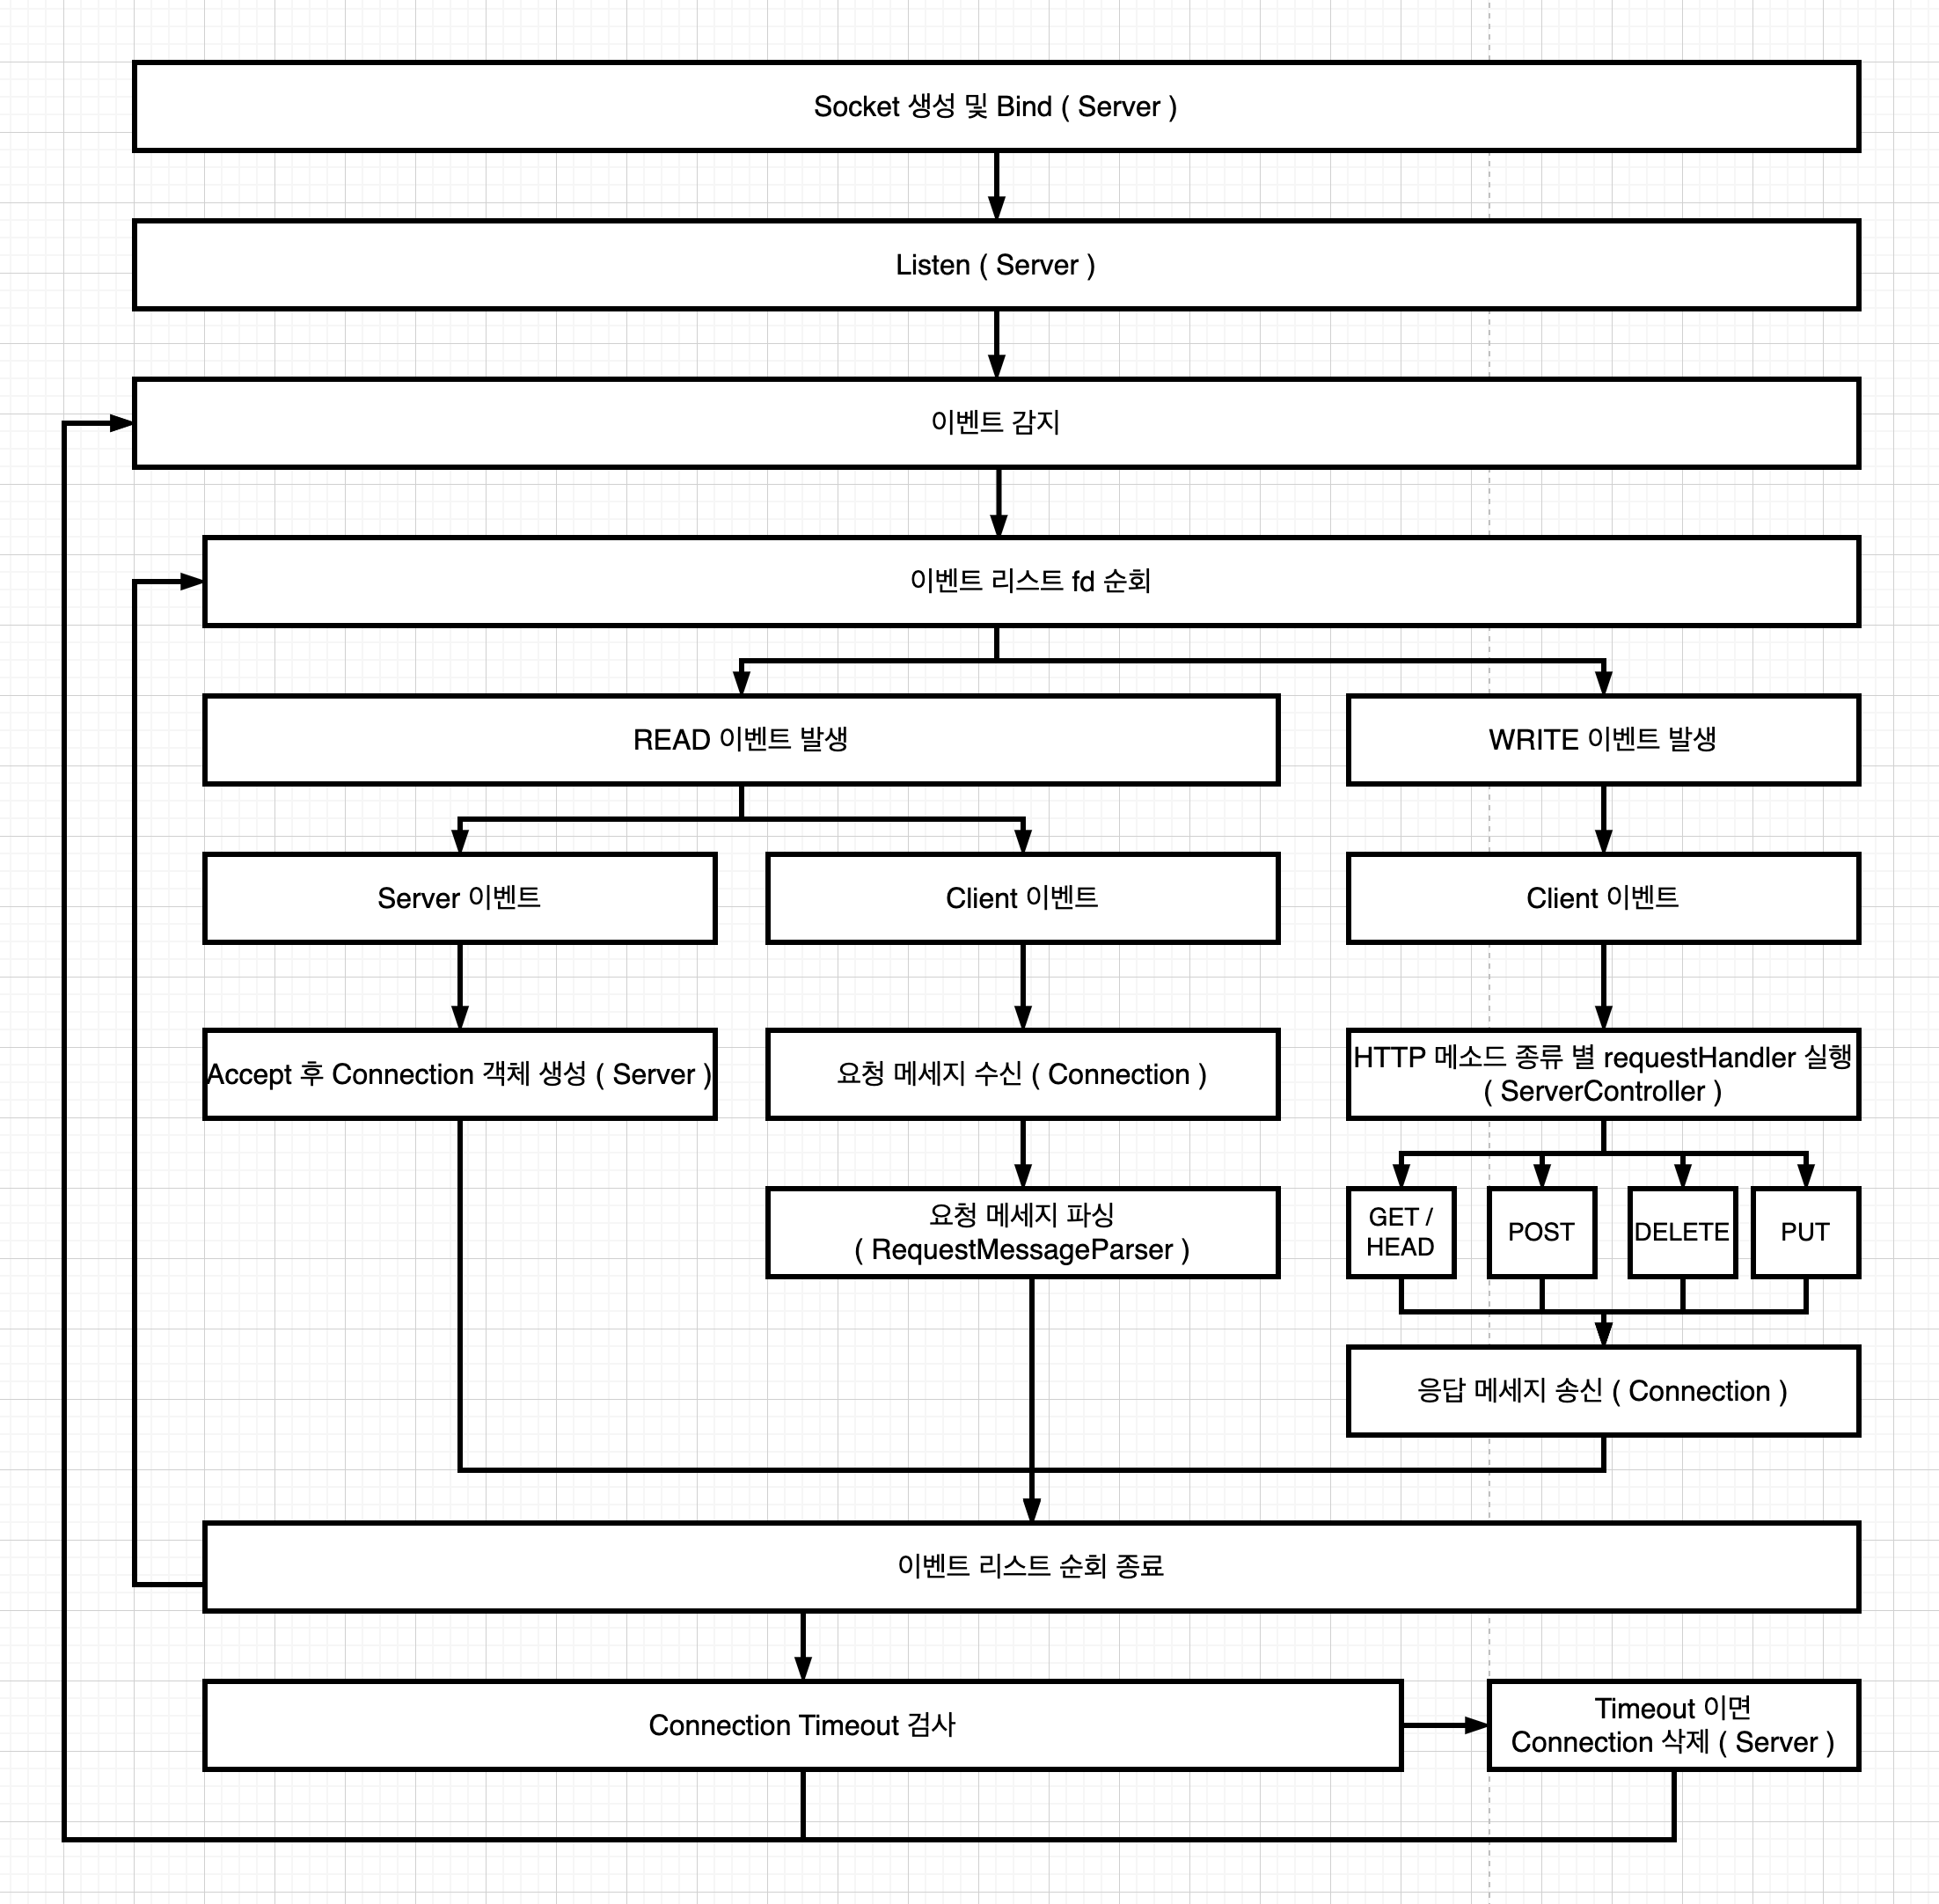 Socket 생성 및 Bind ( Server )
Listen ( Server )
이벤트 감지
이벤트 리스트 fd 순회
READ 이벤트 발생
WRITE 이벤트 발생
Server 이벤트
Client 이벤트
Client 이벤트
Accept 후 Connection 객체 생성 ( Server )
요청 메세지 수신 ( Connection )
HTTP 메소드 종류 별 requestHandler 실행
( ServerController )
요청 메세지 파싱
( RequestMessageParser )
GET /
HEAD
POST
DELETE
PUT
응답 메세지 송신 ( Connection )
이벤트 리스트 순회 종료
Connection Timeout 검사
Timeout 이면
Connection 삭제 ( Server )